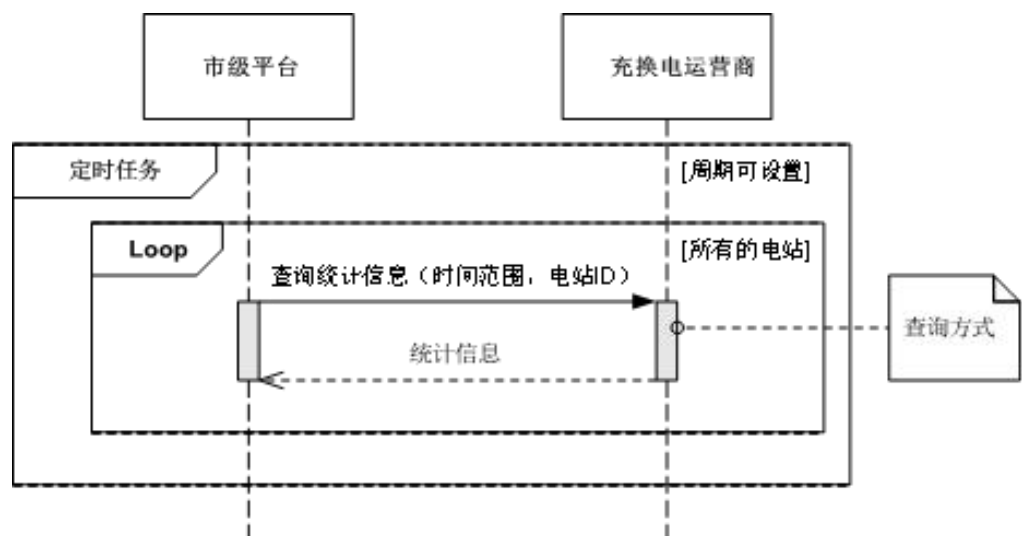 市级平台
充换电运营商
定时任务
[周期可设置]
Loop
[所有的电站]
查询统计信息（时间范围，电站ID）
查询方式
统计信息